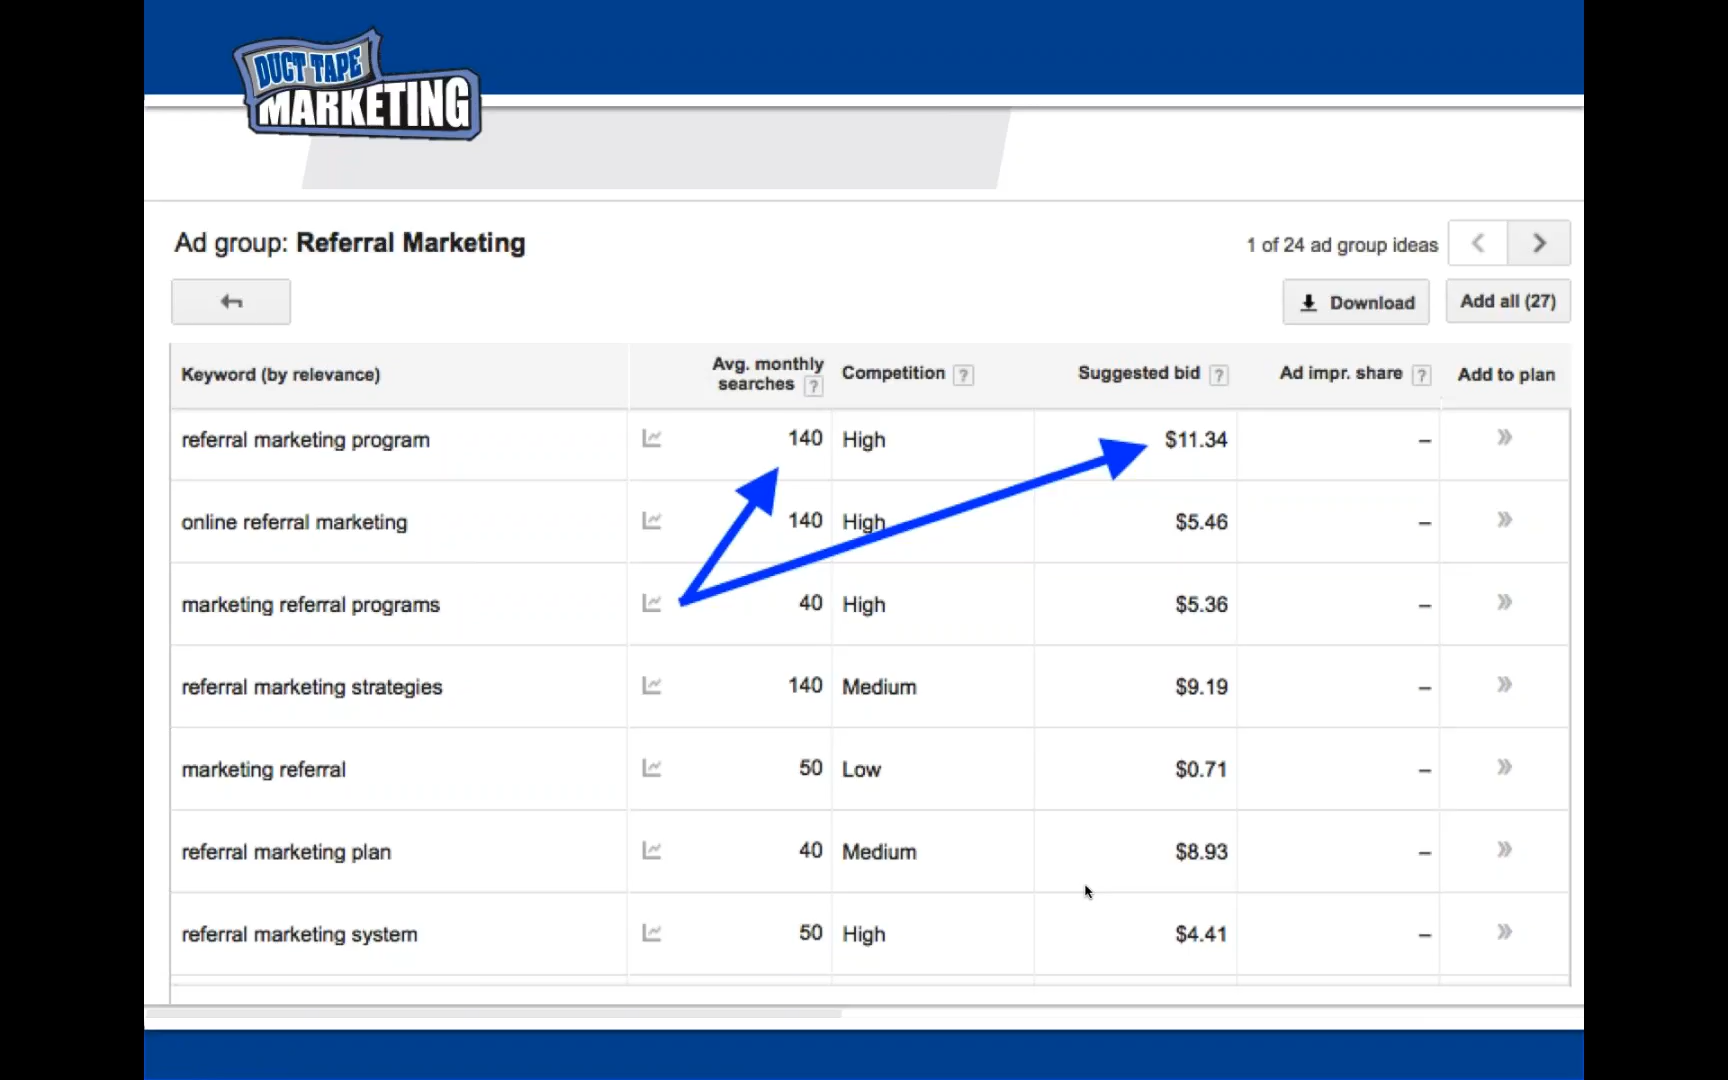 DUCT TAPE
MARKETING
Ad group: Referral Marketing
1 of 24 ad group ideas
Download
Add all (27)
Keyword (by relevance)
Avg. monthly
searches ?
Competition ?
Suggested bid ?
Ad impr. share ?
Add to plan
referral marketing program 140 High $11.34 – »
online referral marketing 140 High $5.46 – »
marketing referral programs 40 High $5.36 – »
referral marketing strategies 140 Medium $9.19 – »
marketing referral 50 Low $0.71 – »
referral marketing plan 40 Medium $8.93 – »
referral marketing system 50 High $4.41 – »